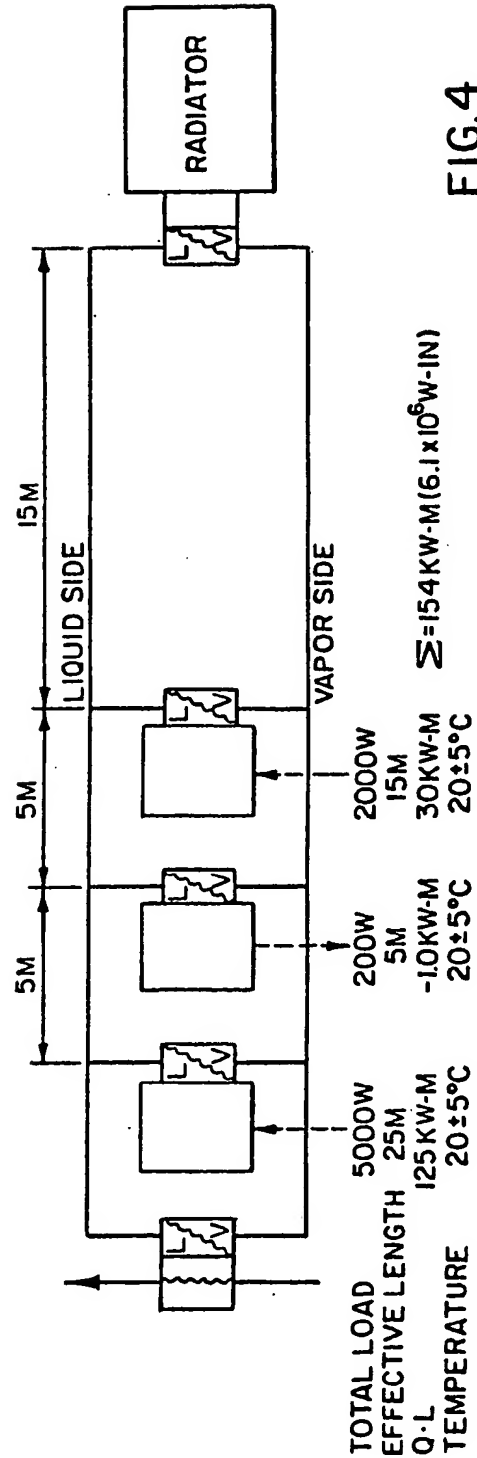 15M
5M
5M
LIQUID SIDE
RADIATOR
L
V
L
V
L
V
L
V
L
V
VAPOR SIDE
TOTAL LOAD 5000W 200W 2000W
EFFECTIVE LENGTH 25M 5M 15M
Q·L 125KW-M -1.0KW-M 30KW-M Σ=154KW-M(6.1x10⁶W-IN)
TEMPERATURE 20±5°C 20±5°C 20±5°C
FIG.4